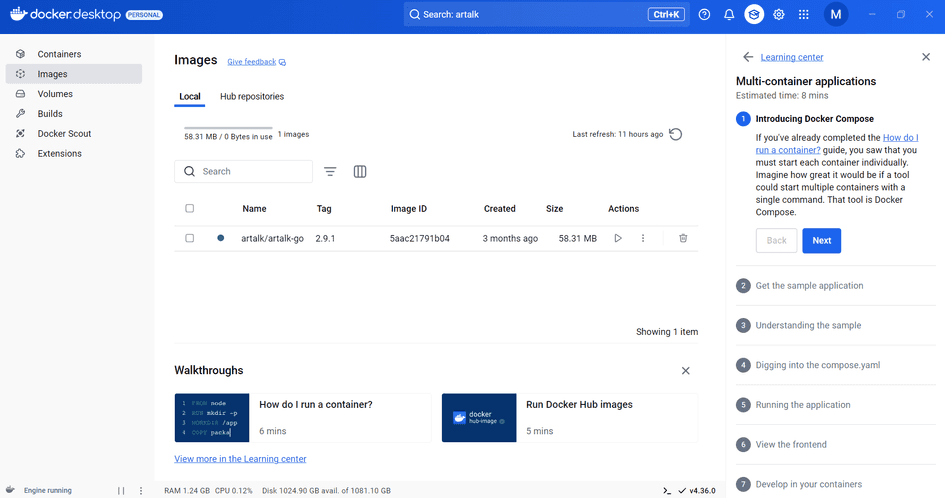 docker.desktop PERSONAL
Search: artalk Ctrl+K
M
Containers
Images
Volumes
Builds
Docker Scout
Extensions
Images Give feedback
Local Hub repositories
58.31 MB / 0 Bytes in use 1 images
Last refresh: 11 hours ago
Search
Name Tag Image ID Created Size Actions
artalk/artalk-go 2.9.1 5aac21791b04 3 months ago 58.31 MB
Showing 1 item
Walkthroughs
1 FROM node
2 RUN mkdir -p
3 WORKDIR /app
4 COPY packa
How do I run a container?
6 mins
docker
hub-image
Run Docker Hub images
5 mins
View more in the Learning center
Learning center
Multi-container applications
Estimated time: 8 mins
1 Introducing Docker Compose
If you've already completed the How do I
run a container? guide, you saw that you
must start each container individually.
Imagine how great it would be if a tool
could start multiple containers with a
single command. That tool is Docker
Compose.
Back Next
2 Get the sample application
3 Understanding the sample
4 Digging into the compose.yaml
5 Running the application
6 View the frontend
7 Develop in your containers
Engine running
RAM 1.24 GB CPU 0.12% Disk 1024.90 GB avail. of 1081.10 GB
v4.36.0